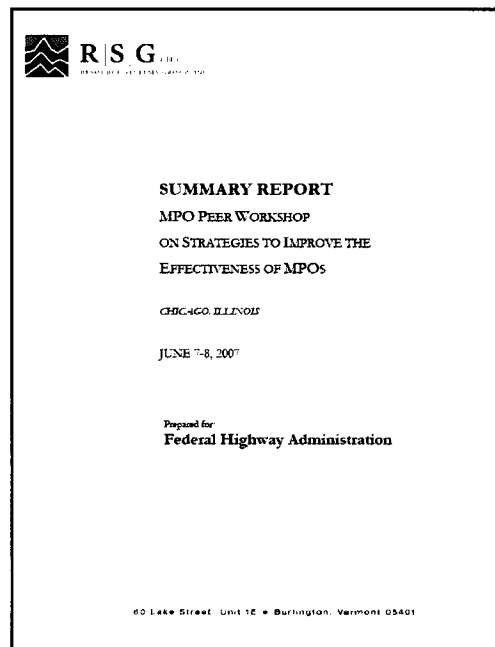 R|S|G INC.
SUMMARY REPORT
MPO PEER WORKSHOP
ON STRATEGIES TO IMPROVE THE
EFFECTIVENESS OF MPOS
CHICAGO, ILLINOIS
JUNE 7-8, 2007
Prepared for:
Federal Highway Administration
60 Lake Street, Unit 1E • Burlington, Vermont 05401